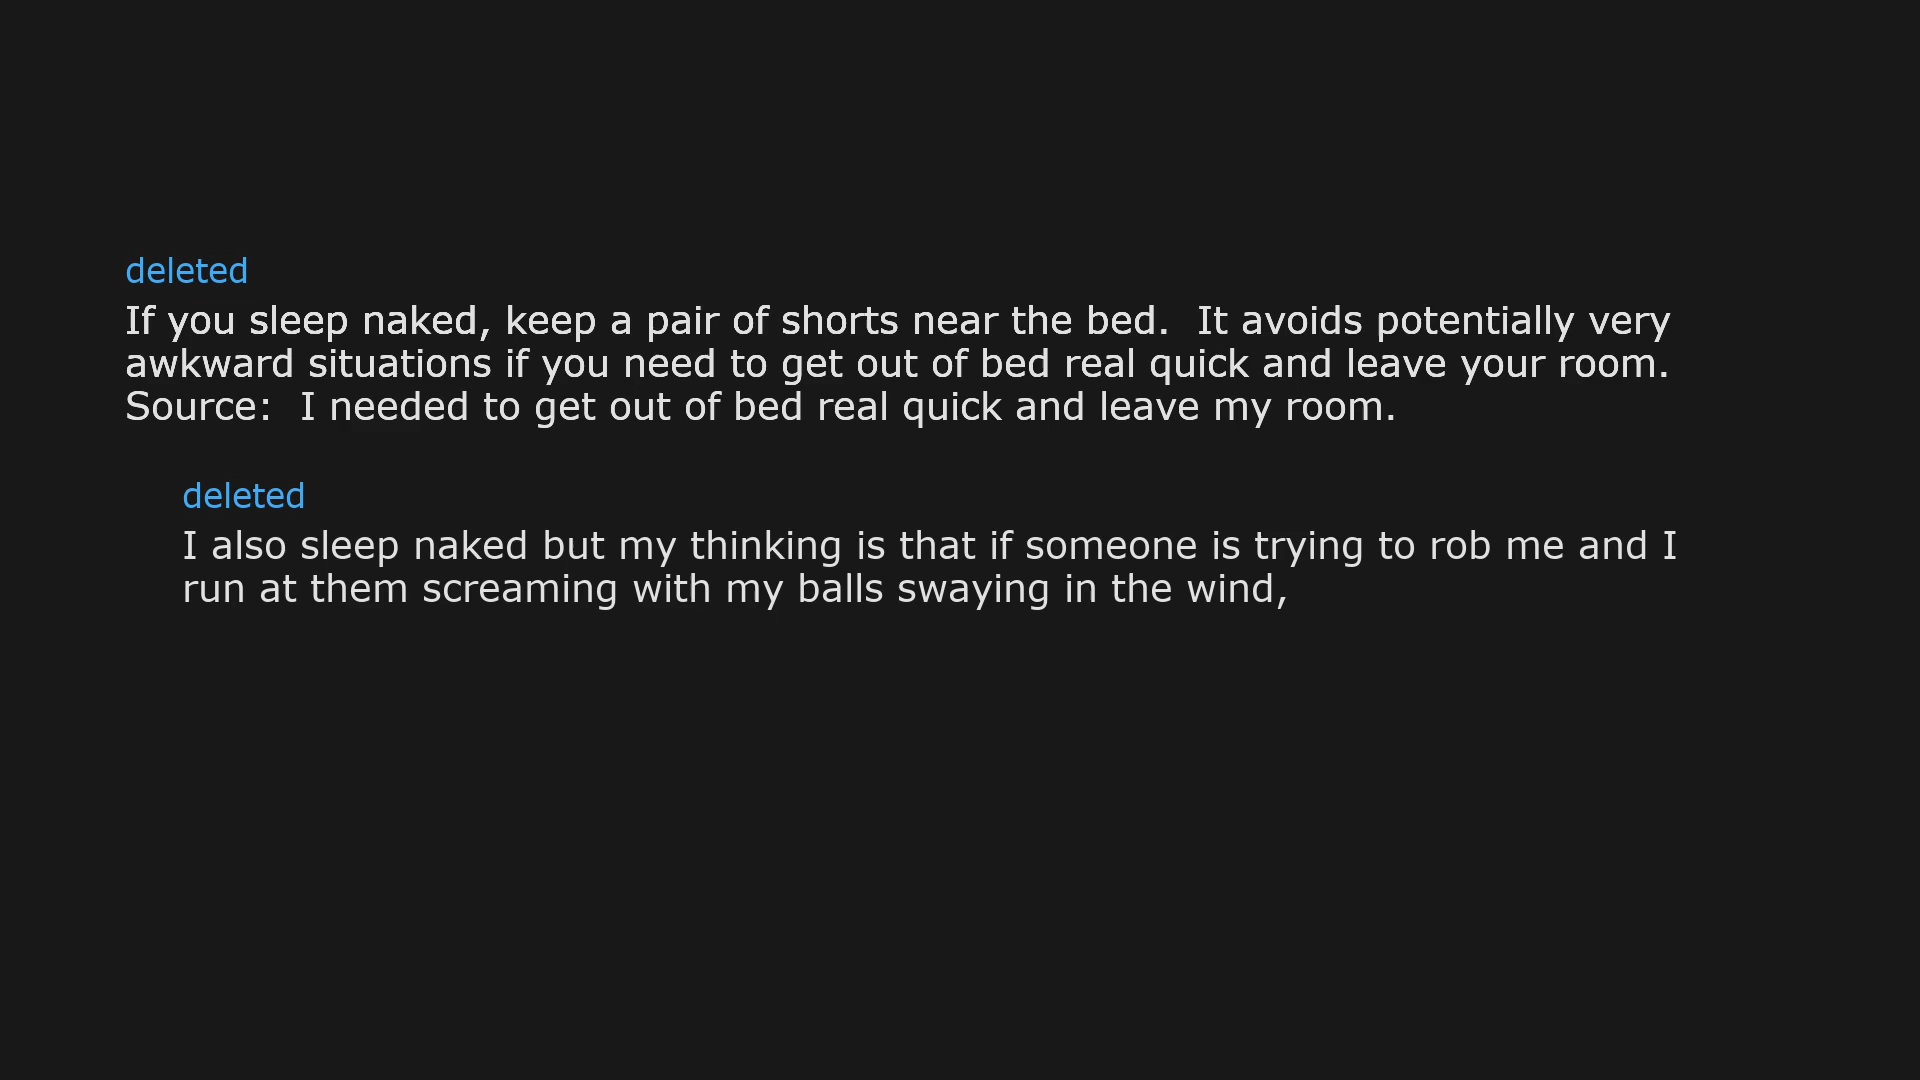 deleted
If you sleep naked, keep a pair of shorts near the bed.  It avoids potentially very
awkward situations if you need to get out of bed real quick and leave your room.
Source:  I needed to get out of bed real quick and leave my room.
deleted
I also sleep naked but my thinking is that if someone is trying to rob me and I
run at them screaming with my balls swaying in the wind,